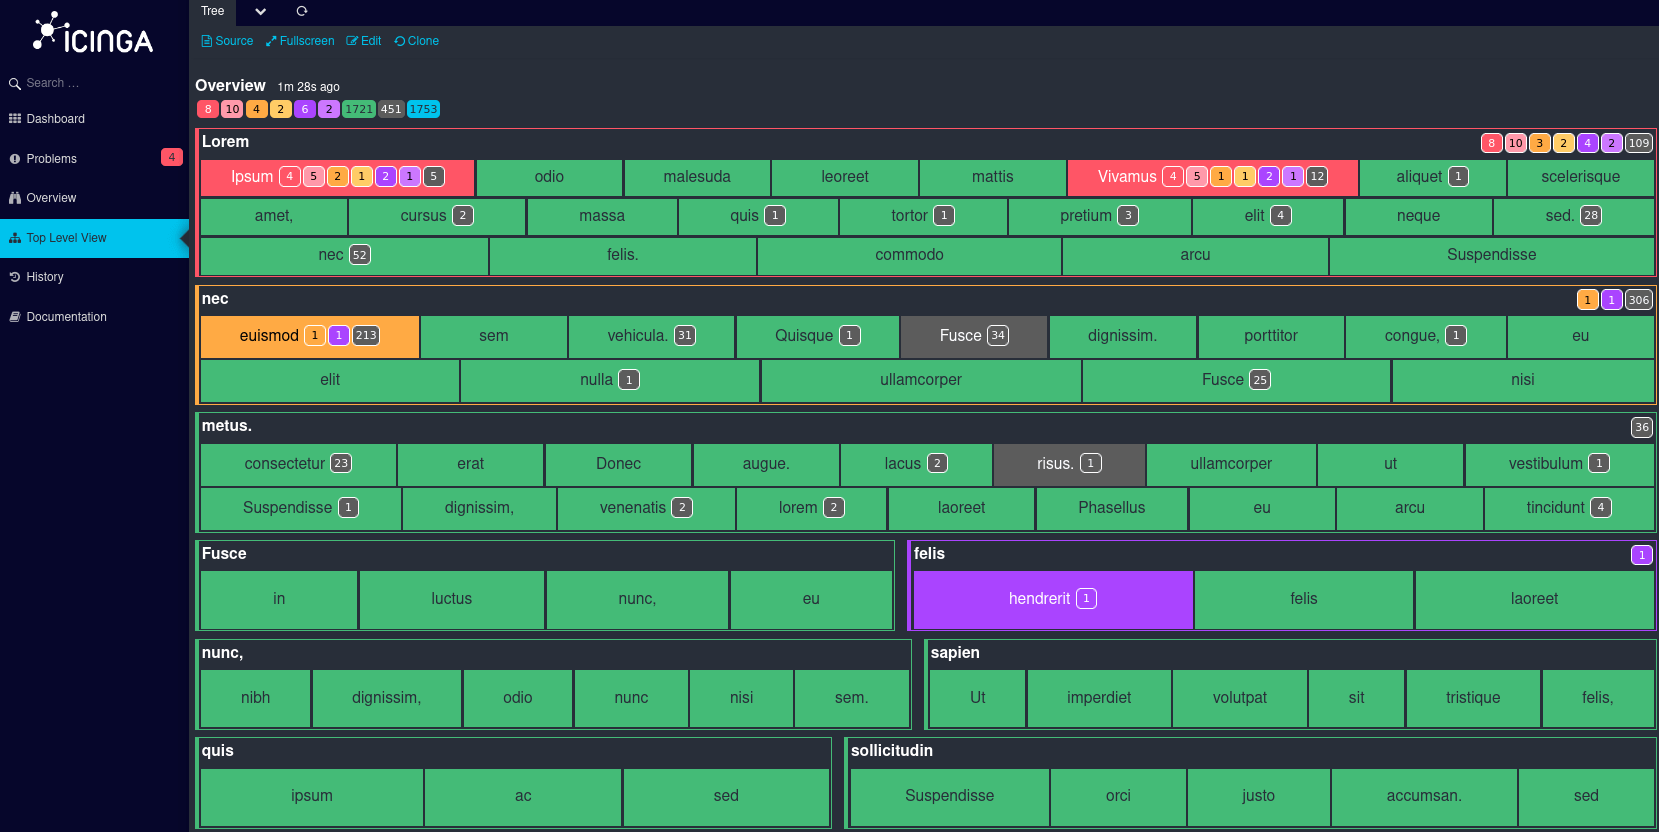 Tree
ICINGA
Source Fullscreen Edit Clone
Search ...
Dashboard
Problems 4
Overview
Top Level View
History
Documentation
Overview 1m 28s ago
8 10 4 2 6 2 1721 451 1753
Lorem 8 10 3 2 4 2 109
Ipsum 4 5 2 1 2 1 5 odio malesuda leoreet mattis Vivamus 4 5 1 1 2 1 12 aliquet 1 scelerisque
amet, cursus 2 massa quis 1 tortor 1 pretium 3 elit 4 neque sed. 28
nec 52 felis. commodo arcu Suspendisse
nec 1 1 306
euismod 1 1 213 sem vehicula. 31 Quisque 1 Fusce 34 dignissim. porttitor congue, 1 eu
elit nulla 1 ullamcorper Fusce 25 nisi
metus. 36
consectetur 23 erat Donec augue. lacus 2 risus. 1 ullamcorper ut vestibulum 1
Suspendisse 1 dignissim, venenatis 2 lorem 2 laoreet Phasellus eu arcu tincidunt 4
Fusce
in luctus nunc, eu
felis 1
hendrerit 1 felis laoreet
nunc,
nibh dignissim, odio nunc nisi sem.
sapien
Ut imperdiet volutpat sit tristique felis,
quis
ipsum ac sed
sollicitudin
Suspendisse orci justo accumsan. sed